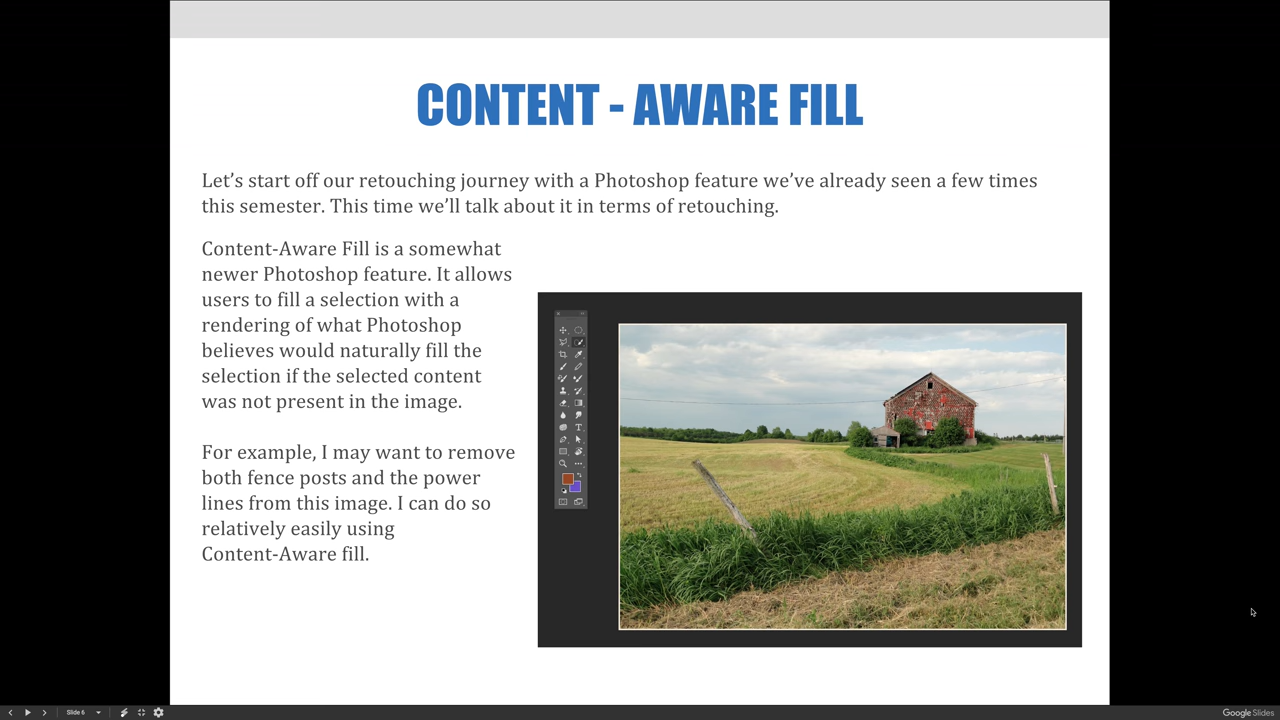 CONTENT - AWARE FILL
Let’s start off our retouching journey with a Photoshop feature we’ve already seen a few times
this semester. This time we’ll talk about it in terms of retouching.
Content-Aware Fill is a somewhat
newer Photoshop feature. It allows
users to fill a selection with a
rendering of what Photoshop
believes would naturally fill the
selection if the selected content
was not present in the image.
For example, I may want to remove
both fence posts and the power
lines from this image. I can do so
relatively easily using
Content-Aware fill.
Slide 6
Google Slides